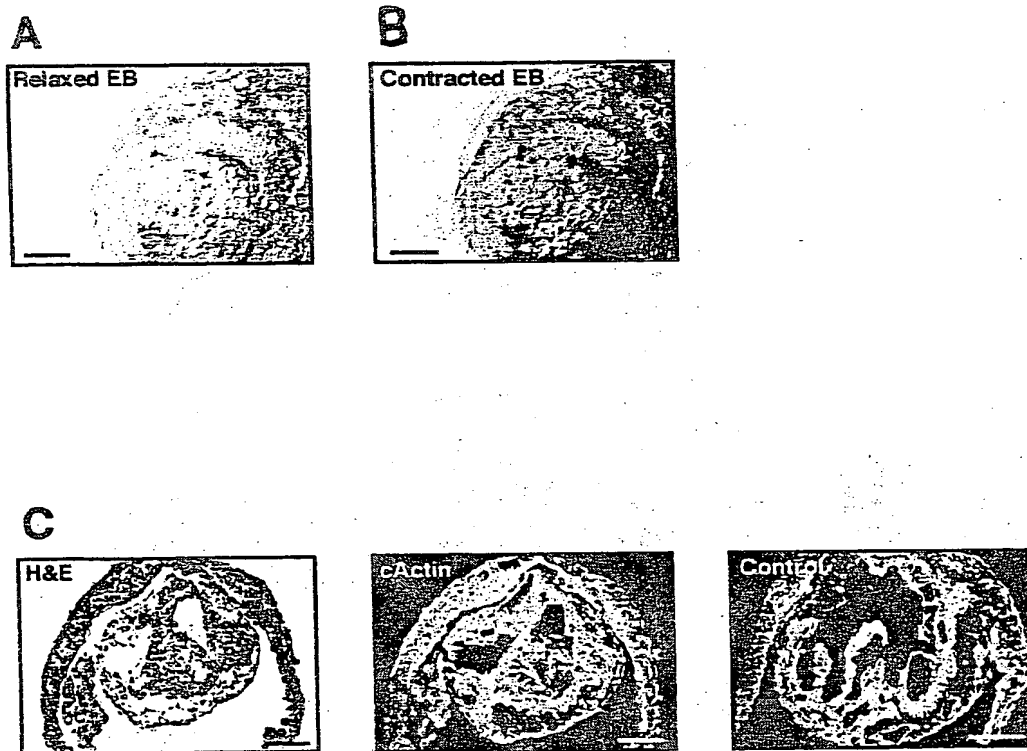 A
B
Relaxed EB
Contracted EB
C
H&E
cActin
Control